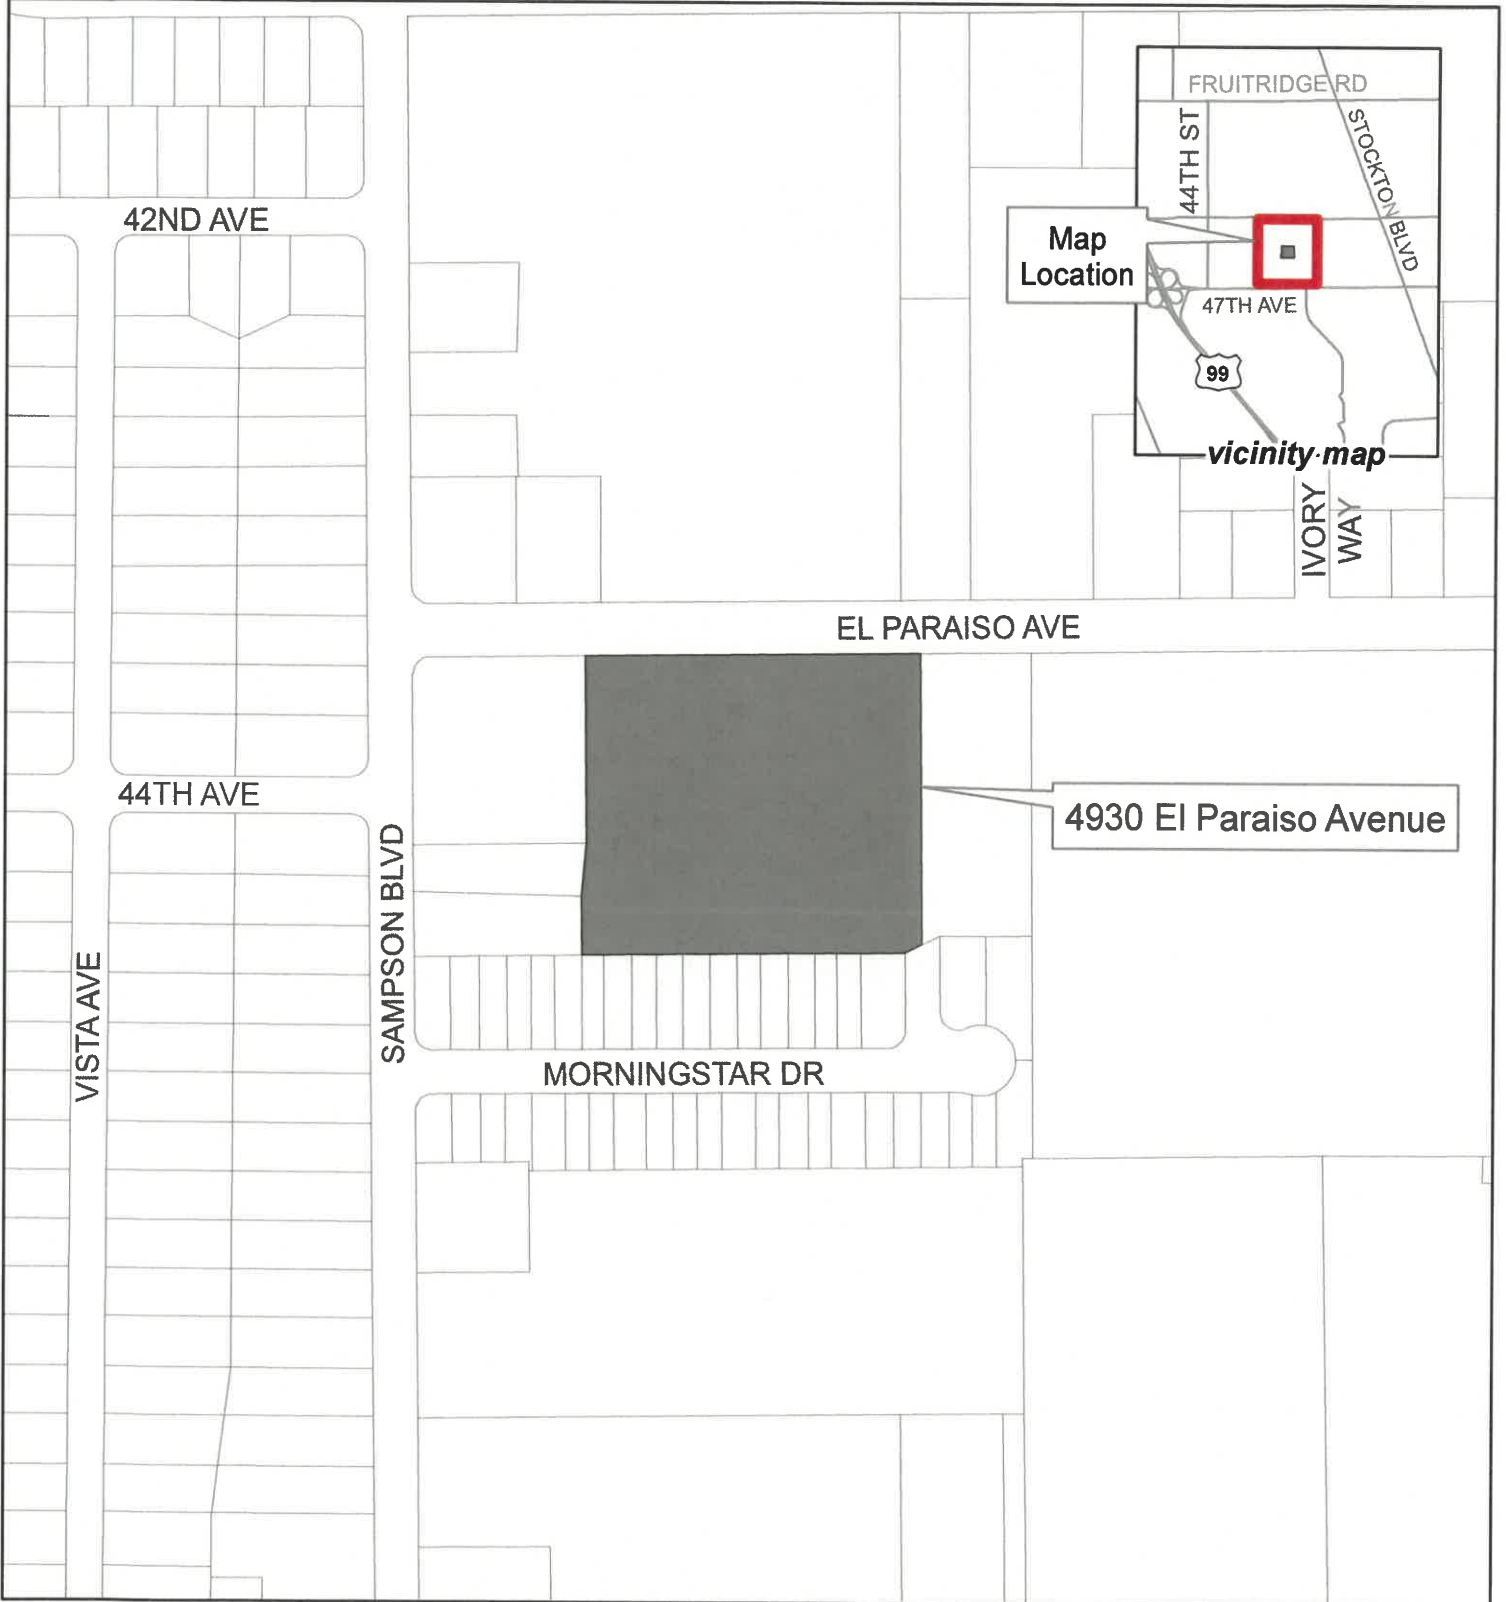 FRUITRIDGE RD
44TH ST
STOCKTON BLVD
42ND AVE
Map
Location
47TH AVE
99
vicinity map
IVORY
WAY
EL PARAISO AVE
44TH AVE
4930 El Paraiso Avenue
SAMPSON BLVD
VISTA AVE
MORNINGSTAR DR